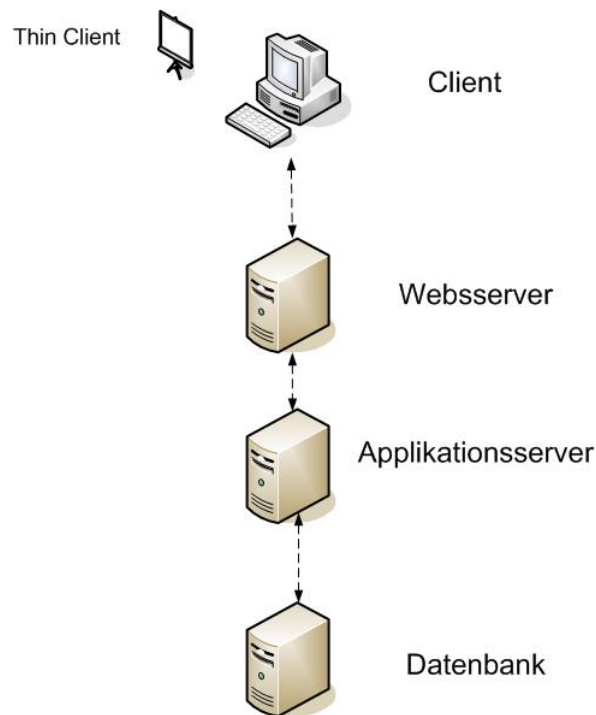 Thin Client
Client
Websserver
Applikationsserver
Datenbank